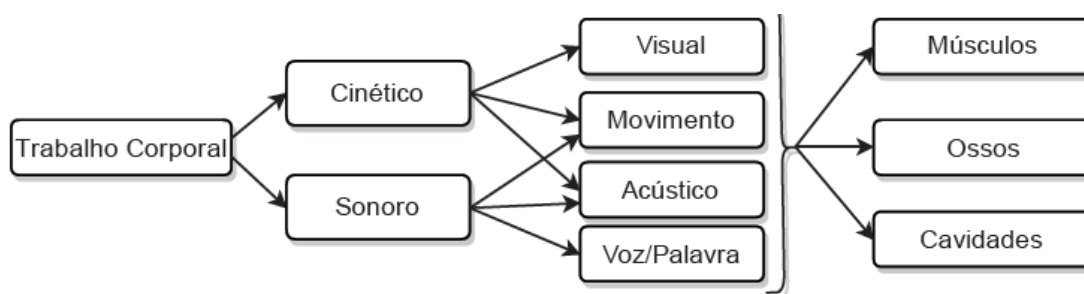 Trabalho Corporal
Cinético
Sonoro
Visual
Movimento
Acústico
Voz/Palavra
Músculos
Ossos
Cavidades